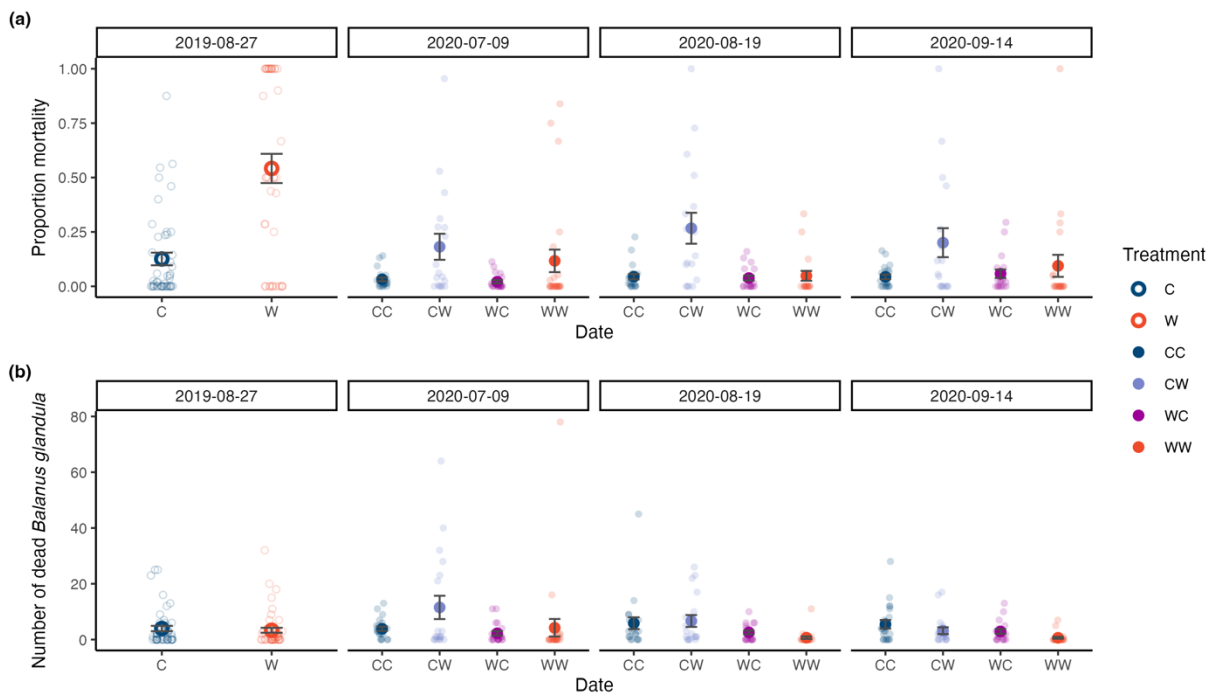 (a)
2019-08-27 2020-07-09 2020-08-19 2020-09-14
Proportion mortality
1.00
0.75
0.50
0.25
0.00
C W CC CW WC WW CC CW WC WW CC CW WC WW
Date
(b)
2019-08-27 2020-07-09 2020-08-19 2020-09-14
Number of dead Balanus glandula
80
60
40
20
0
C W CC CW WC WW CC CW WC WW CC CW WC WW
Date
Treatment
C
W
CC
CW
WC
WW